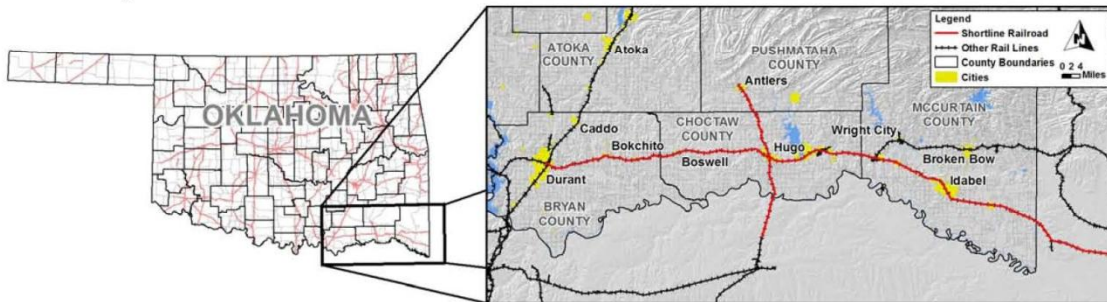 OKLAHOMA
ATOKA
COUNTY
Atoka
PUSHMATAHA
COUNTY
Antlers
Legend
Shortline Railroad
Other Rail Lines
County Boundaries
Cities
N
0 2 4
Miles
MCCURTAIN
COUNTY
Caddo
Bokchito
CHOCTAW
COUNTY
Boswell
Hugo
Wright City
Broken Bow
Idabel
Durant
BRYAN
COUNTY